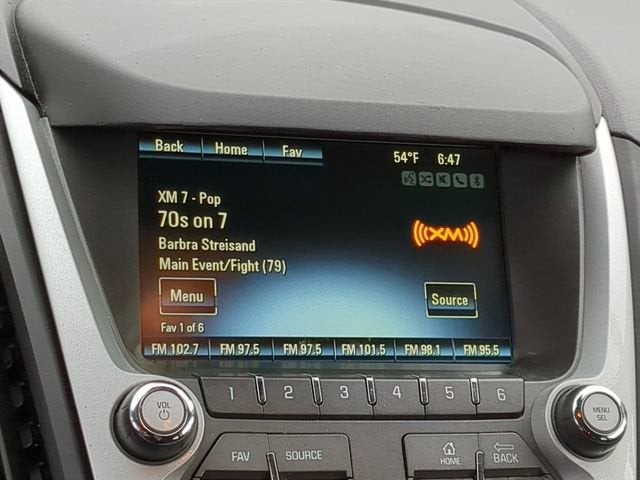 Back Home Fav 54°F 6:47
XM 7 - Pop
70s on 7
Barbra Streisand
Main Event/Fight (79)
XM
Menu Source
Fav 1 of 6
FM 102.7 FM 97.5 FM 97.5 FM 101.5 FM 98.1 FM 95.5
1 2 3 4 5 6
VOL
MENU
SEL
FAV SOURCE HOME BACK